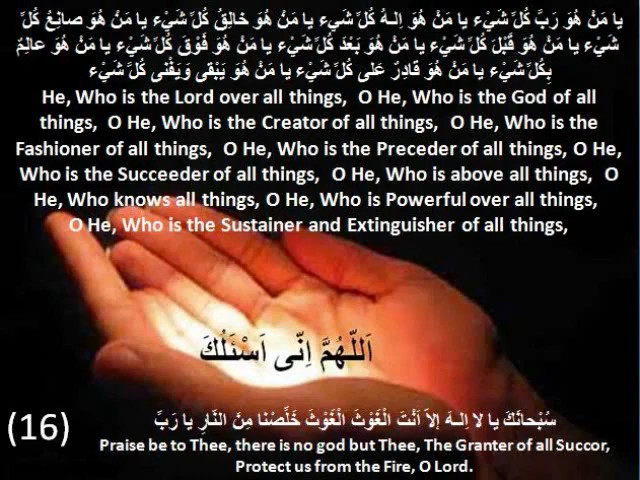 يا مَنْ هُوَ رَبُّ كُلِّ شَيْءٍ يا مَنْ هُوَ اِلـهُ كُلِّ شَيْءٍ يا مَنْ هُوَ خالِقُ كُلِّ شَيْءٍ يا مَنْ هُوَ صانِعُ كُلِّ
شَيْءٍ يا مَنْ هُوَ قَبْلَ كُلِّ شَيْءٍ يا مَنْ هُوَ بَعْدَ كُلِّ شَيْءٍ يا مَنْ هُوَ فَوْقَ كُلِّ شَيْءٍ يا مَنْ هُوَ عالِمٌ
بِكُلِّ شَيْءٍ يا مَنْ هُوَ قادِرٌ عَلى كُلِّ شَيْءٍ يا مَنْ هُوَ يَبْقى وَيَفْنى كُلُّ شَيْءٍ
He, Who is the Lord over all things, O He, Who is the God of all
things, O He, Who is the Creator of all things, O He, Who is the
Fashioner of all things, O He, Who is the Preceder of all things, O He,
Who is the Succeeder of all things, O He, Who is above all things, O
He, Who knows all things, O He, Who is Powerful over all things,
O He, Who is the Sustainer and Extinguisher of all things,
اَللّهُمَّ اِنّى اَسْئَلُكَ
سُبْحانَكَ يا لا اِلـهَ إلاّ اَنْتَ الْغَوْثَ الْغَوْثَ خَلِّصْنا مِنَ النّارِ يا رَبِّ
(16)
Praise be to Thee, there is no god but Thee, The Granter of all Succor,
Protect us from the Fire, O Lord.